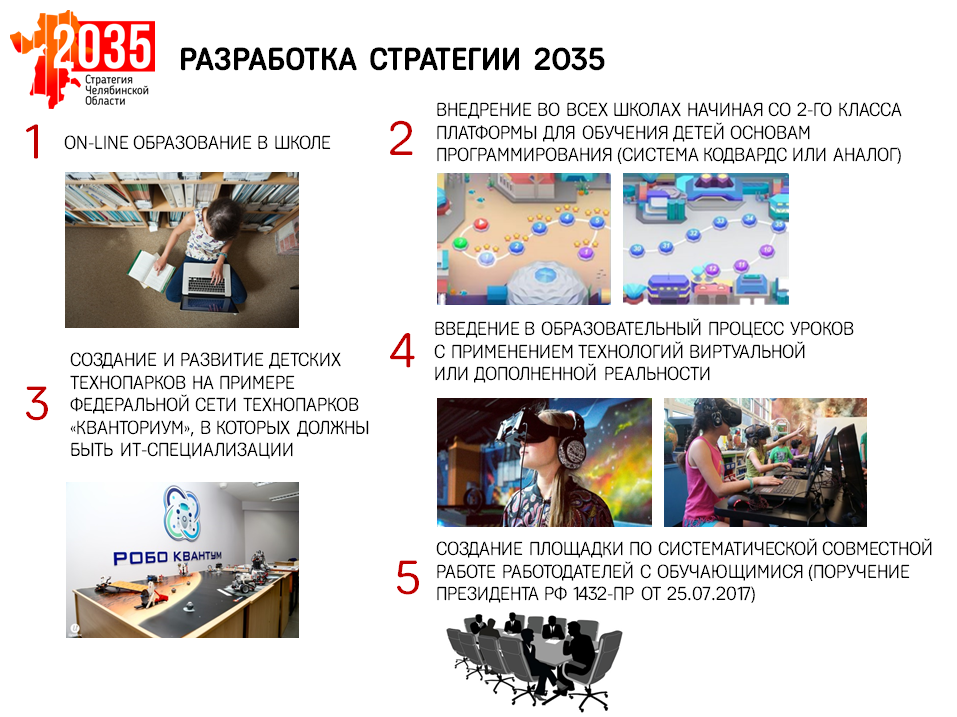 2035
Стратегия
Челябинской
Области
РАЗРАБОТКА СТРАТЕГИИ 2035
1
ON-LINE ОБРАЗОВАНИЕ В ШКОЛЕ
2
ВНЕДРЕНИЕ ВО ВСЕХ ШКОЛАХ НАЧИНАЯ СО 2-ГО КЛАССА
ПЛАТФОРМЫ ДЛЯ ОБУЧЕНИЯ ДЕТЕЙ ОСНОВАМ
ПРОГРАММИРОВАНИЯ (СИСТЕМА КОДВАРДС ИЛИ АНАЛОГ)
3
СОЗДАНИЕ И РАЗВИТИЕ ДЕТСКИХ
ТЕХНОПАРКОВ НА ПРИМЕРЕ
ФЕДЕРАЛЬНОЙ СЕТИ ТЕХНОПАРКОВ
«КВАНТОРИУМ», В КОТОРЫХ ДОЛЖНЫ
БЫТЬ ИТ-СПЕЦИАЛИЗАЦИИ
РОБО КВАНТУМ
4
ВВЕДЕНИЕ В ОБРАЗОВАТЕЛЬНЫЙ ПРОЦЕСС УРОКОВ
С ПРИМЕНЕНИЕМ ТЕХНОЛОГИЙ ВИРТУАЛЬНОЙ
ИЛИ ДОПОЛНЕННОЙ РЕАЛЬНОСТИ
5
СОЗДАНИЕ ПЛОЩАДКИ ПО СИСТЕМАТИЧЕСКОЙ СОВМЕСТНОЙ
РАБОТЕ РАБОТОДАТЕЛЕЙ С ОБУЧАЮЩИМИСЯ (ПОРУЧЕНИЕ
ПРЕЗИДЕНТА РФ 1432-ПР ОТ 25.07.2017)